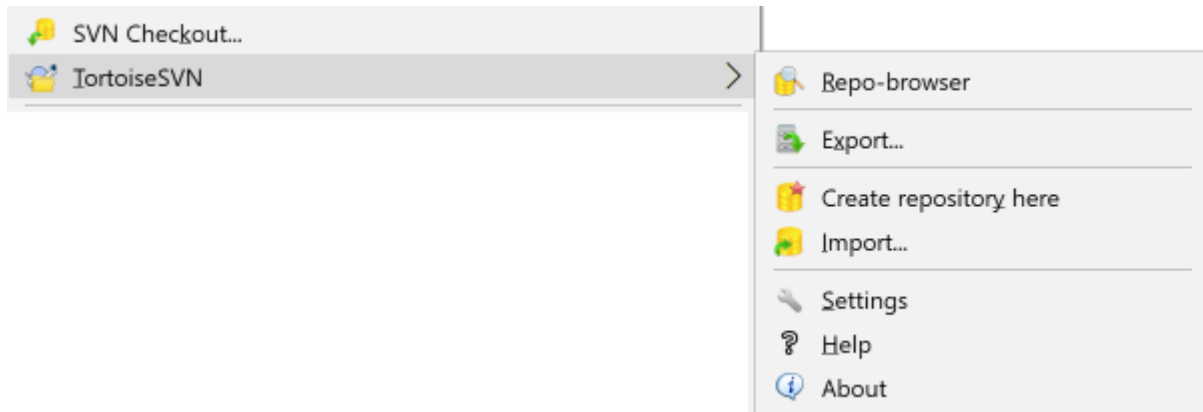 SVN Checkout...
TortoiseSVN
Repo-browser
Export...
Create repository here
Import...
Settings
Help
About